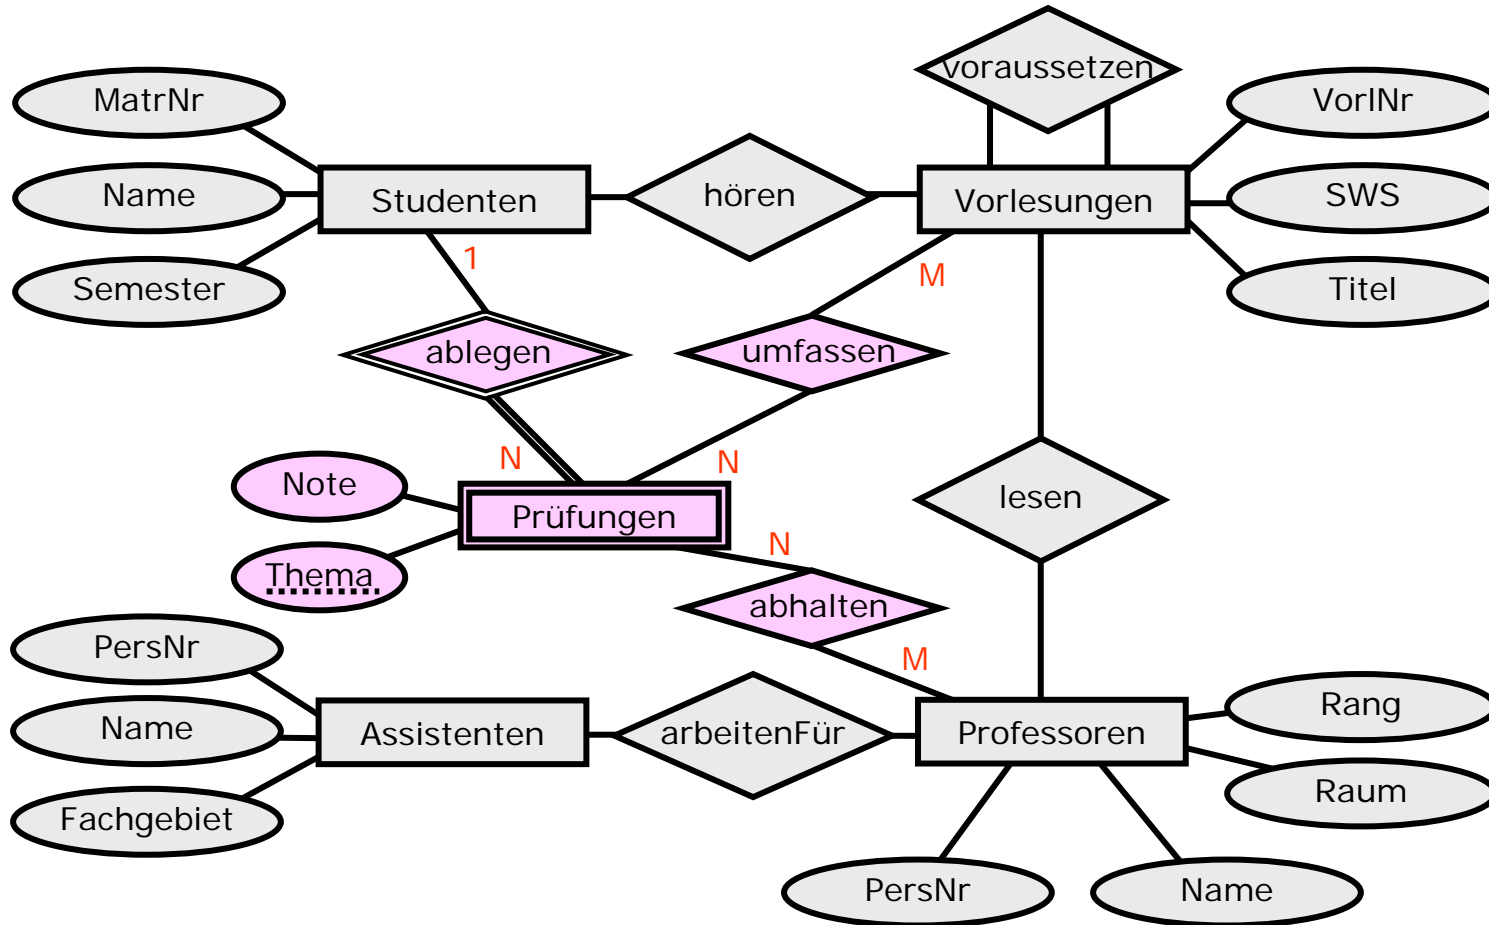 voraussetzen
MatrNr
VorlNr
Name
Studenten
hören
Vorlesungen
SWS
1
M
Semester
Titel
ablegen
umfassen
N
N
Note
lesen
Prüfungen
N
Thema
abhalten
PersNr
M
Rang
Name
Assistenten
arbeitenFür
Professoren
Raum
Fachgebiet
PersNr
Name